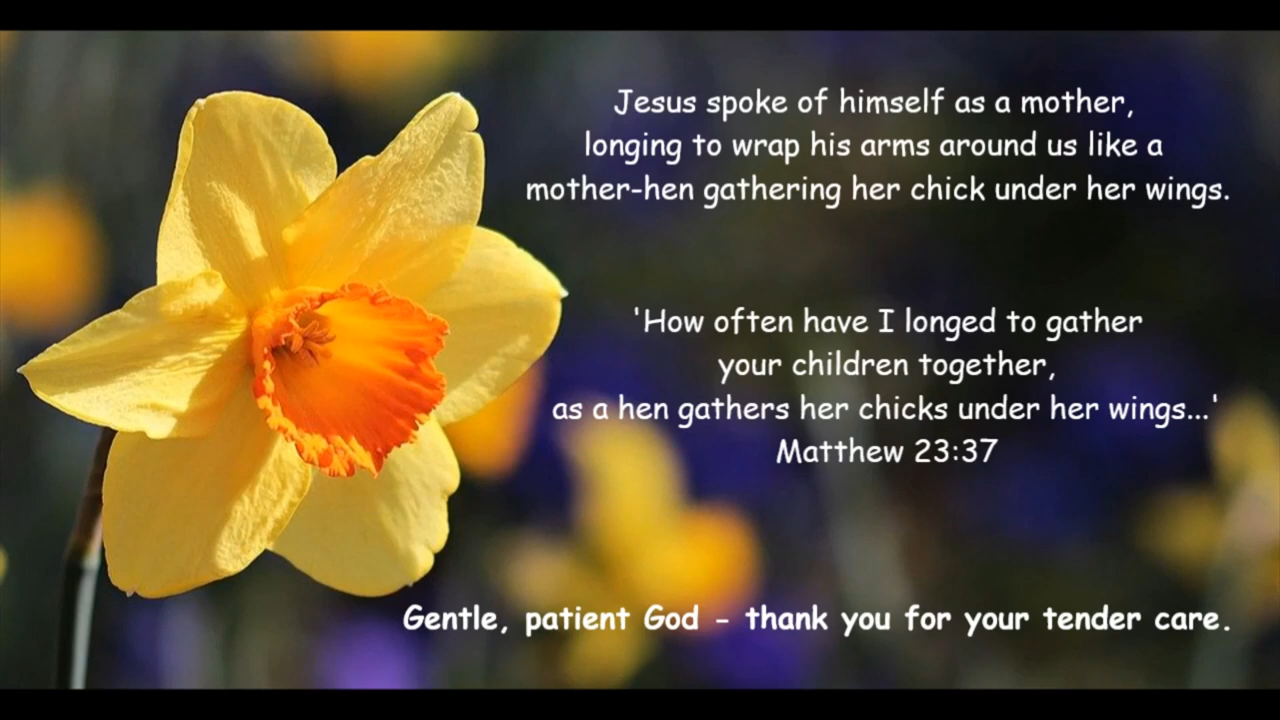 Jesus spoke of himself as a mother,
longing to wrap his arms around us like a
mother-hen gathering her chick under her wings.
'How often have I longed to gather
your children together,
as a hen gathers her chicks under her wings...'
Matthew 23:37
Gentle, patient God - thank you for your tender care.